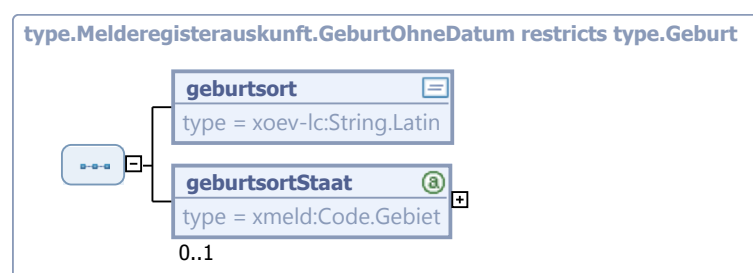 type.Melderegisterauskunft.GeburtOhneDatum restricts type.Geburt
geburtsort
type = xoev-lc:String.Latin
geburtsortStaat
type = xmeld:Code.Gebiet
0..1